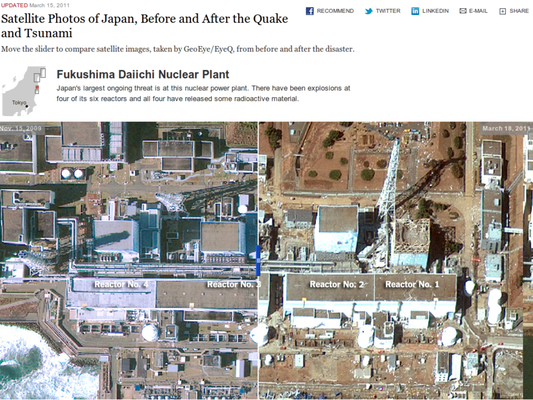 UPDATED March 15, 2011
Satellite Photos of Japan, Before and After the Quake
and Tsunami
RECOMMEND
TWITTER
LINKEDIN
E-MAIL
SHARE
Move the slider to compare satellite images, taken by GeoEye/EyeQ, from before and after the disaster.
Fukushima Daiichi Nuclear Plant
Japan's largest ongoing threat is at this nuclear power plant. There have been explosions at
four of its six reactors and all four have released some radioactive material.
Tokyo
Nov. 15, 2009
March 18, 2011
Reactor No. 4
Reactor No. 3
Reactor No. 2
Reactor No. 1